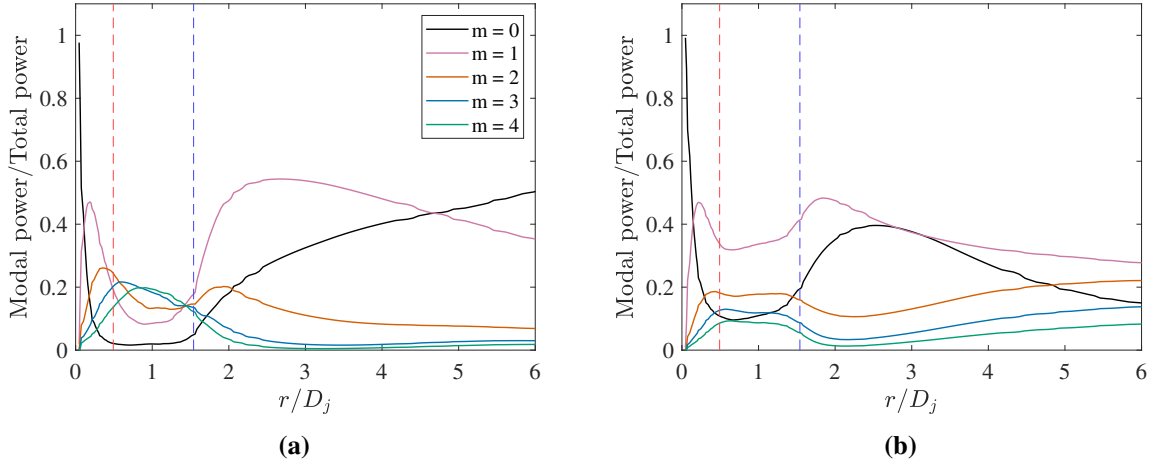 Modal power/Total power
1
0.8
0.6
0.4
0.2
0
0 1 2 3 4 5 6
r/D_j
m = 0
m = 1
m = 2
m = 3
m = 4
(a)
Modal power/Total power
1
0.8
0.6
0.4
0.2
0
0 1 2 3 4 5 6
r/D_j
(b)